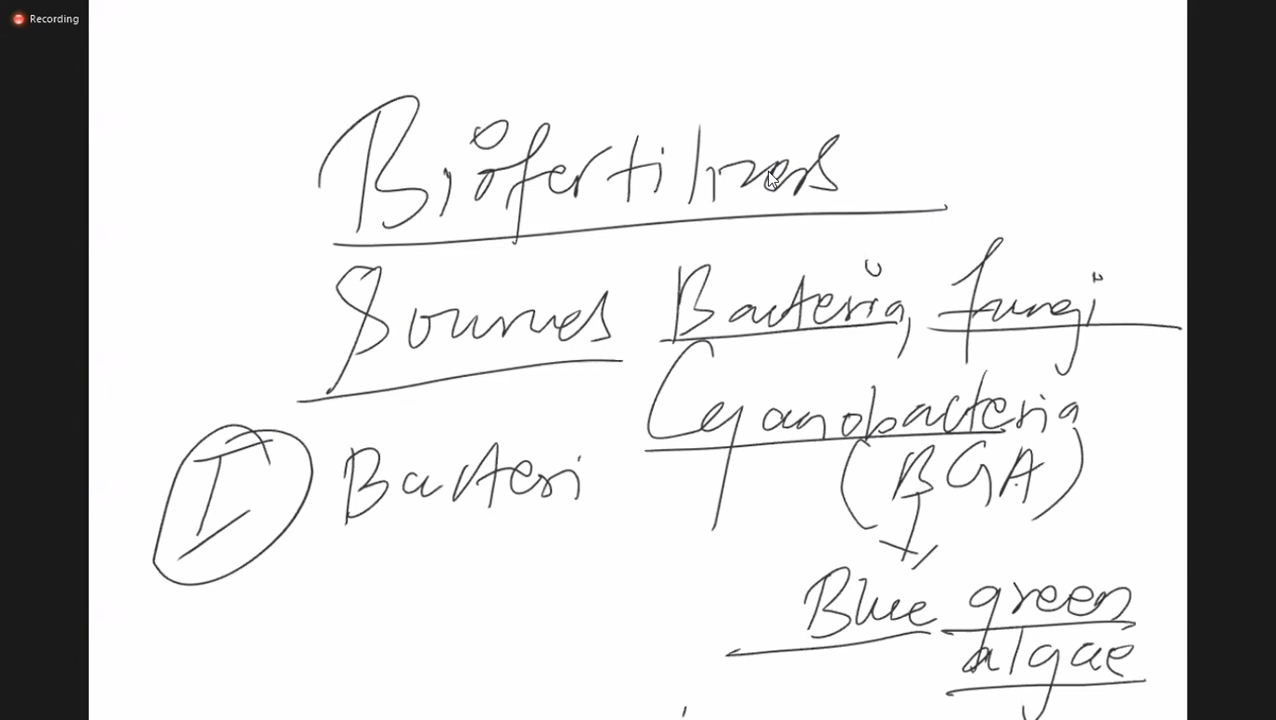 Recording
Biofertilizers
Sources Bacteria, fungi
Cyanobacteria
I Bacteri (BGA)
Blue green
algae